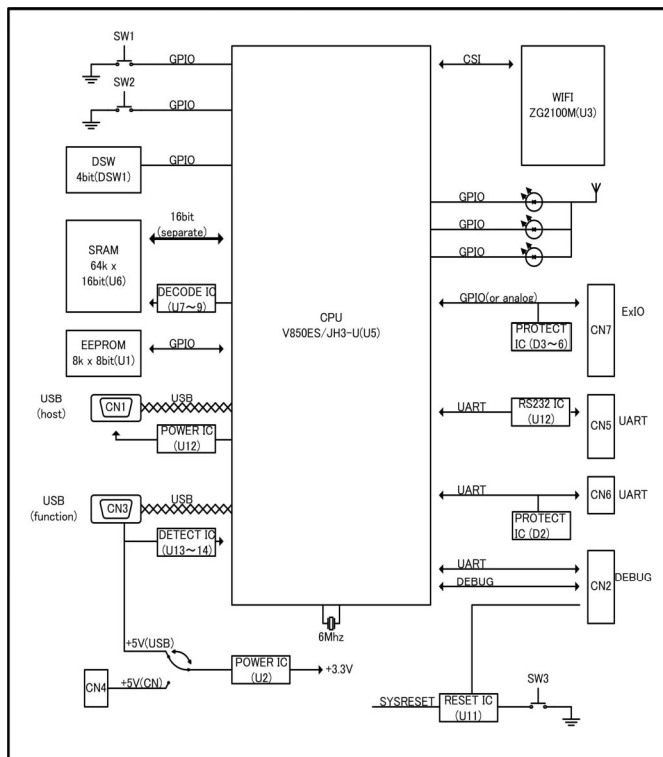 SW1
GPIO
SW2
GPIO
DSW
4bit(DSW1)
GPIO
SRAM
64k x
16bit(U6)
16bit
(separate)
DECODE IC
(U7～9)
EEPROM
8k x 8bit(U1)
GPIO
USB
(host)
CN1
USB
POWER IC
(U12)
USB
(function)
CN3
USB
DETECT IC
(U13～14)
+5V(USB)
CN4
+5V(CN)
POWER IC
(U2)
+3.3V
CPU
V850ES/JH3-U(U5)
6Mhz
CSI
WIFI
ZG2100M(U3)
GPIO
GPIO
GPIO
GPIO(or analog)
PROTECT
IC (D3～6)
CN7
ExIO
UART
RS232 IC
(U12)
CN5
UART
UART
PROTECT
IC (D2)
CN6
UART
UART
DEBUG
CN2
DEBUG
SYSRESET
RESET IC
(U11)
SW3